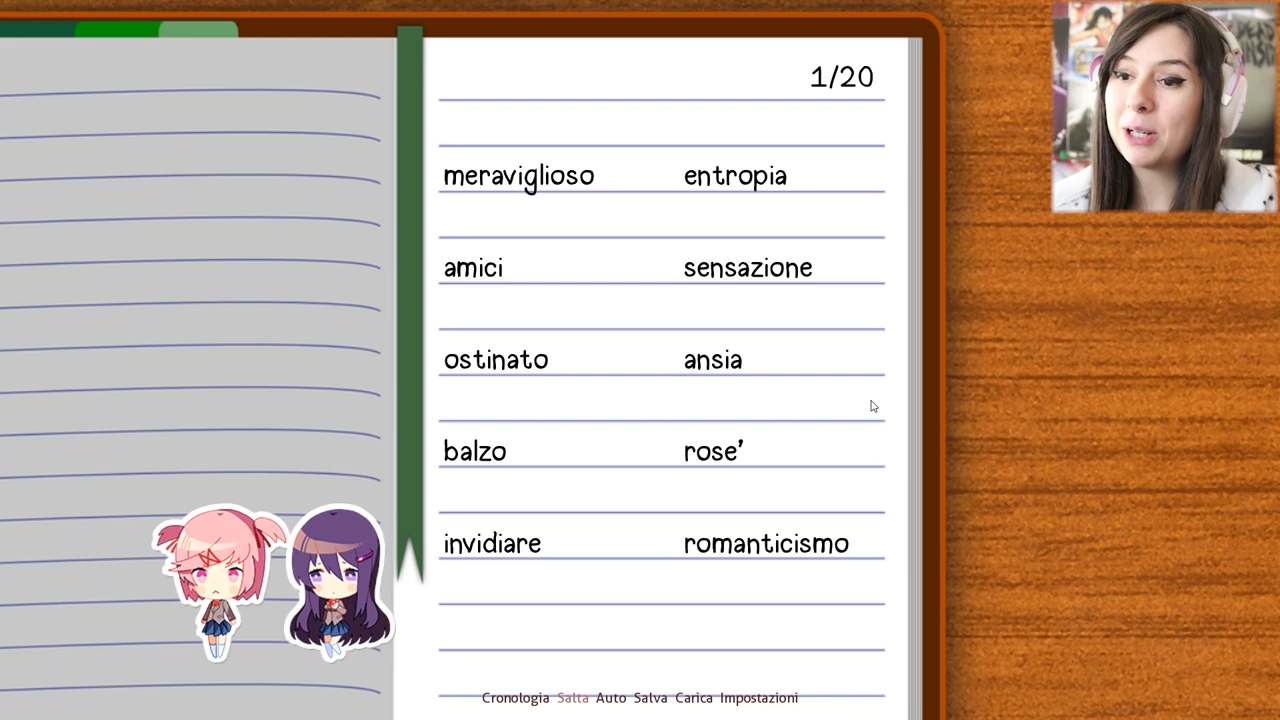 1/20
meraviglioso entropia
amici sensazione
ostinato ansia
balzo rose'
invidiare romanticismo
Cronologia Salta Auto Salva Carica Impostazioni